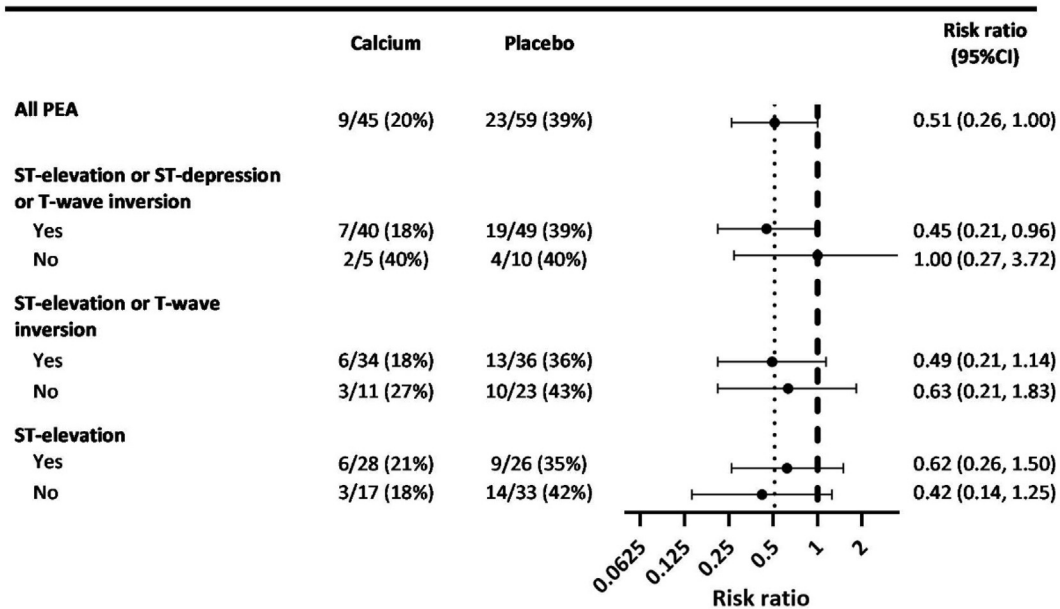 Calcium Placebo Risk ratio
(95%CI)
All PEA
9/45 (20%) 23/59 (39%) 0.51 (0.26, 1.00)
ST-elevation or ST-depression
or T-wave inversion
Yes 7/40 (18%) 19/49 (39%) 0.45 (0.21, 0.96)
No 2/5 (40%) 4/10 (40%) 1.00 (0.27, 3.72)
ST-elevation or T-wave
inversion
Yes 6/34 (18%) 13/36 (36%) 0.49 (0.21, 1.14)
No 3/11 (27%) 10/23 (43%) 0.63 (0.21, 1.83)
ST-elevation
Yes 6/28 (21%) 9/26 (35%) 0.62 (0.26, 1.50)
No 3/17 (18%) 14/33 (42%) 0.42 (0.14, 1.25)
0.0625 0.125 0.25 0.5 1 2
Risk ratio